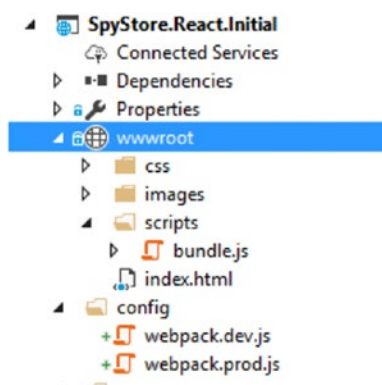 SpyStore.React.Initial
Connected Services
Dependencies
Properties
wwwroot
css
images
scripts
bundle.js
index.html
config
webpack.dev.js
webpack.prod.js